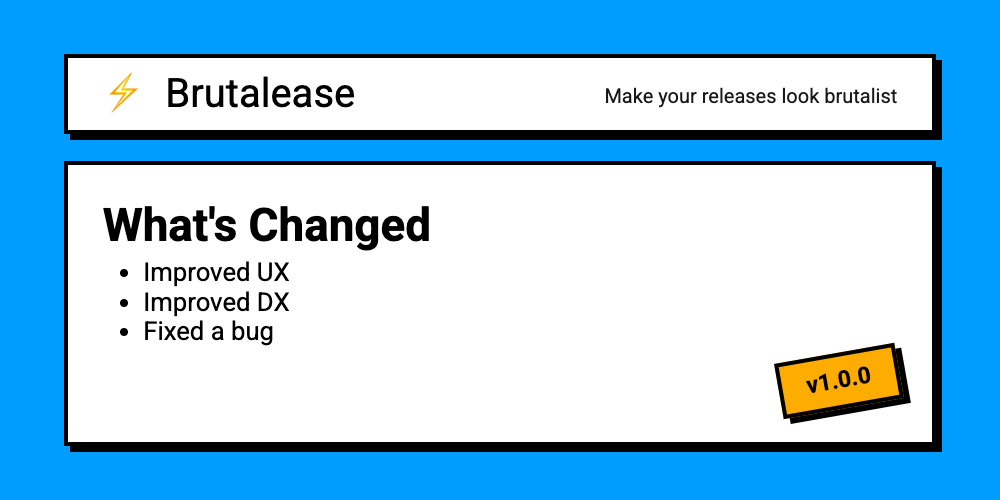 Brutalease
Make your releases look brutalist
What's Changed
Improved UX
Improved DX
Fixed a bug
v1.0.0